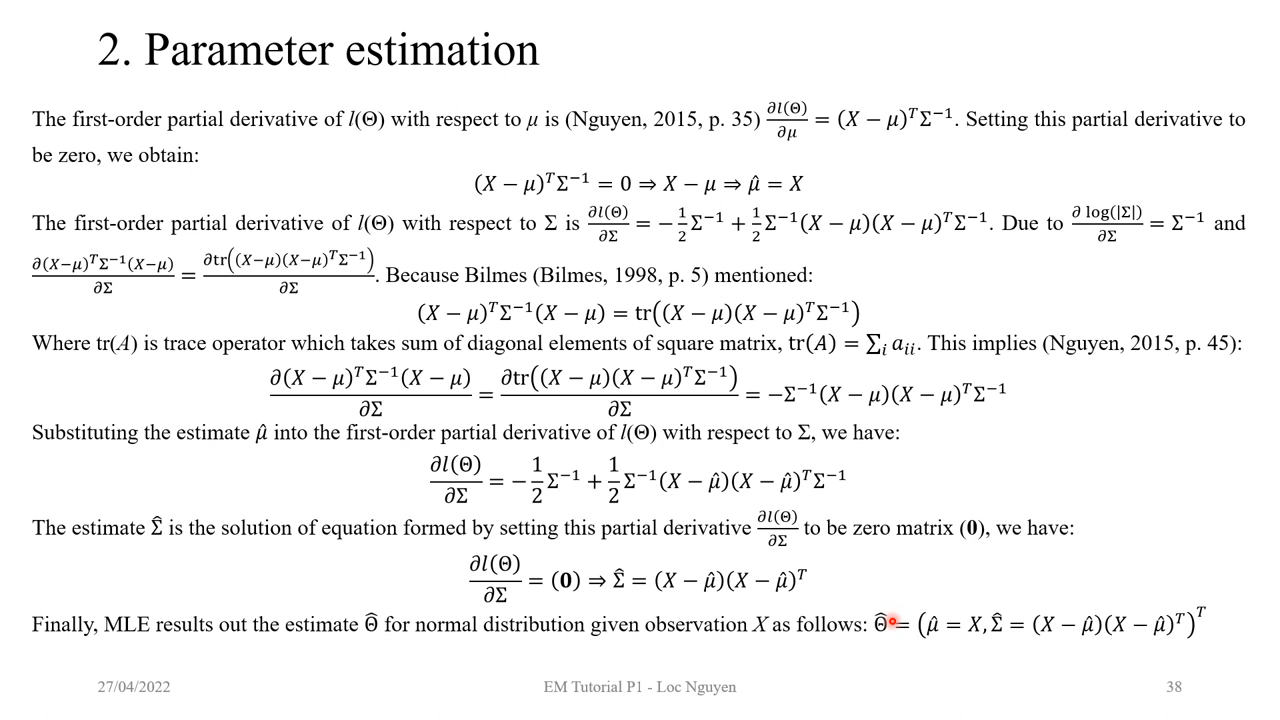 2. Parameter estimation
The first-order partial derivative of l(Θ) with respect to μ is (Nguyen, 2015, p. 35) ∂l(Θ)/∂μ = (X − μ)ᵀΣ⁻¹. Setting this partial derivative to
be zero, we obtain:
(X − μ)ᵀΣ⁻¹ = 0 ⇒ X − μ ⇒ μ̂ = X
The first-order partial derivative of l(Θ) with respect to Σ is ∂l(Θ)/∂Σ = −1/2Σ⁻¹ + 1/2Σ⁻¹(X − μ)(X − μ)ᵀΣ⁻¹. Due to ∂ log(|Σ|)/∂Σ = Σ⁻¹ and
∂(X−μ)ᵀΣ⁻¹(X−μ)/∂Σ = ∂tr((X−μ)(X−μ)ᵀΣ⁻¹)/∂Σ. Because Bilmes (Bilmes, 1998, p. 5) mentioned:
(X − μ)ᵀΣ⁻¹(X − μ) = tr((X − μ)(X − μ)ᵀΣ⁻¹)
Where tr(A) is trace operator which takes sum of diagonal elements of square matrix, tr(A) = ∑ᵢ aᵢᵢ. This implies (Nguyen, 2015, p. 45):
∂(X − μ)ᵀΣ⁻¹(X − μ)/∂Σ = ∂tr((X − μ)(X − μ)ᵀΣ⁻¹)/∂Σ = −Σ⁻¹(X − μ)(X − μ)ᵀΣ⁻¹
Substituting the estimate μ̂ into the first-order partial derivative of l(Θ) with respect to Σ, we have:
∂l(Θ)/∂Σ = −1/2Σ⁻¹ + 1/2Σ⁻¹(X − μ̂)(X − μ̂)ᵀΣ⁻¹
The estimate Σ̂ is the solution of equation formed by setting this partial derivative ∂l(Θ)/∂Σ to be zero matrix (0), we have:
∂l(Θ)/∂Σ = (0) ⇒ Σ̂ = (X − μ̂)(X − μ̂)ᵀ
Finally, MLE results out the estimate Θ̂ for normal distribution given observation X as follows: Θ̂ = (μ̂ = X, Σ̂ = (X − μ̂)(X − μ̂)ᵀ)ᵀ
27/04/2022
EM Tutorial P1 - Loc Nguyen
38